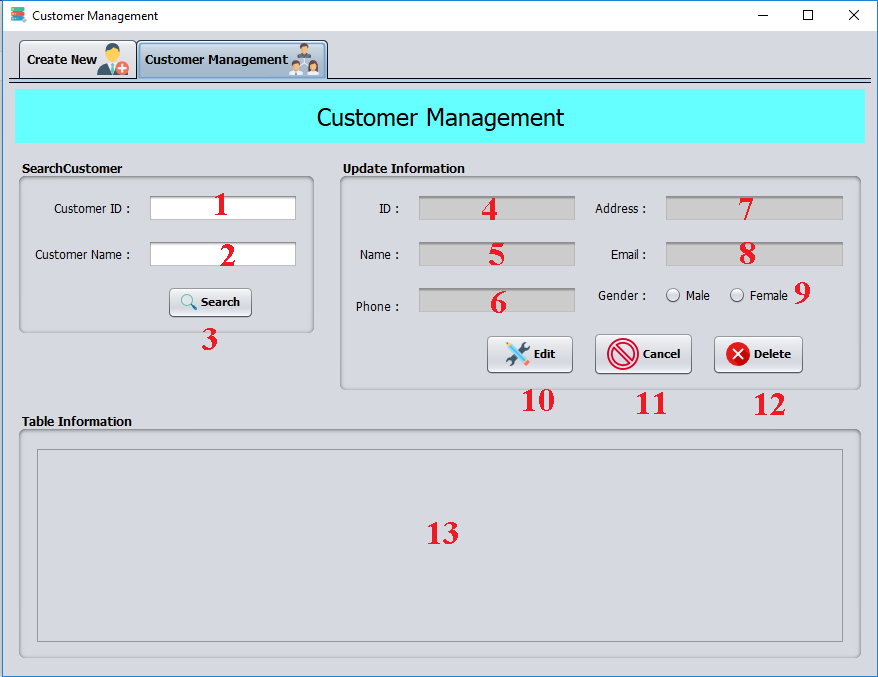 Customer Management
Create New
Customer Management
Customer Management
SearchCustomer
Customer ID :
1
Customer Name :
2
Search
3
Update Information
ID :
4
Address :
7
Name :
5
Email :
8
Phone :
6
Gender :
Male
Female
9
Edit
Cancel
Delete
10
11
12
Table Information
13